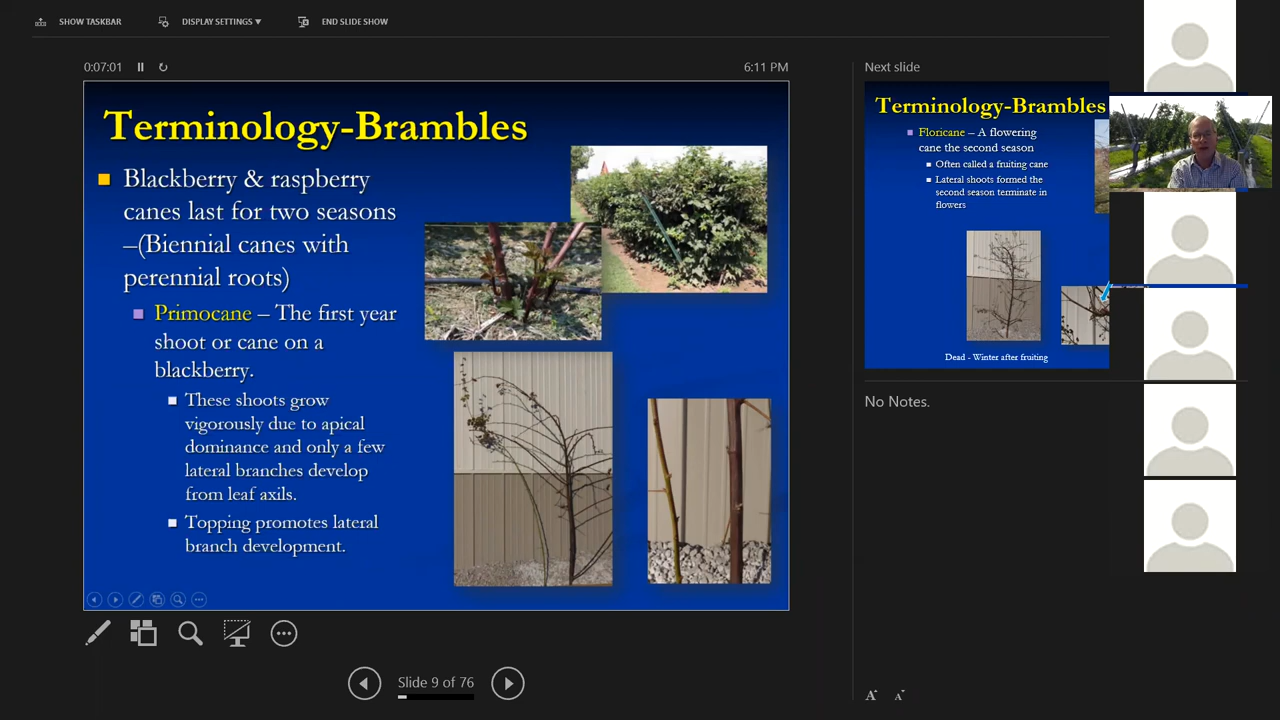 SHOW TASKBAR
DISPLAY SETTINGS ▼
END SLIDE SHOW
0:07:01
6:11 PM
Terminology-Brambles
Blackberry & raspberry
canes last for two seasons
–(Biennial canes with
perennial roots)
Primocane – The first year
shoot or cane on a
blackberry.
These shoots grow
vigorously due to apical
dominance and only a few
lateral branches develop
from leaf axils.
Topping promotes lateral
branch development.
Slide 9 of 76
Next slide
Terminology-Brambles
Floricane – A flowering
cane the second season
Often called a fruiting cane
Lateral shoots formed the
second season terminate in
flowers
Dead - Winter after fruiting
No Notes.
A A